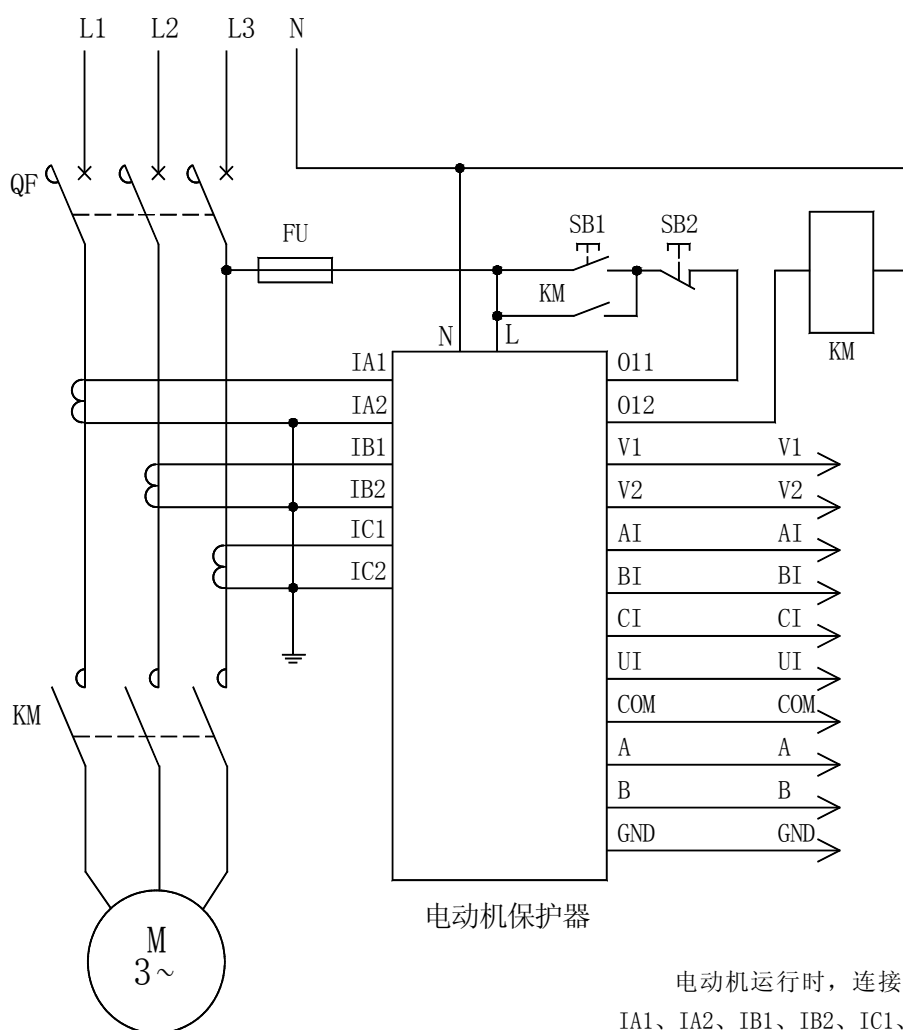 L1 L2 L3 N
QF
FU
SB1 SB2
KM
KM
N L
IA1 O11
IA2 O12
IB1 V1 V1
IB2 V2 V2
IC1 AI AI
IC2 BI BI
CI CI
UI UI
KM
COM COM
A A
B B
GND GND
电动机保护器
M
3~
电动机运行时，连接
IA1、IA2、IB1、IB2、IC1、